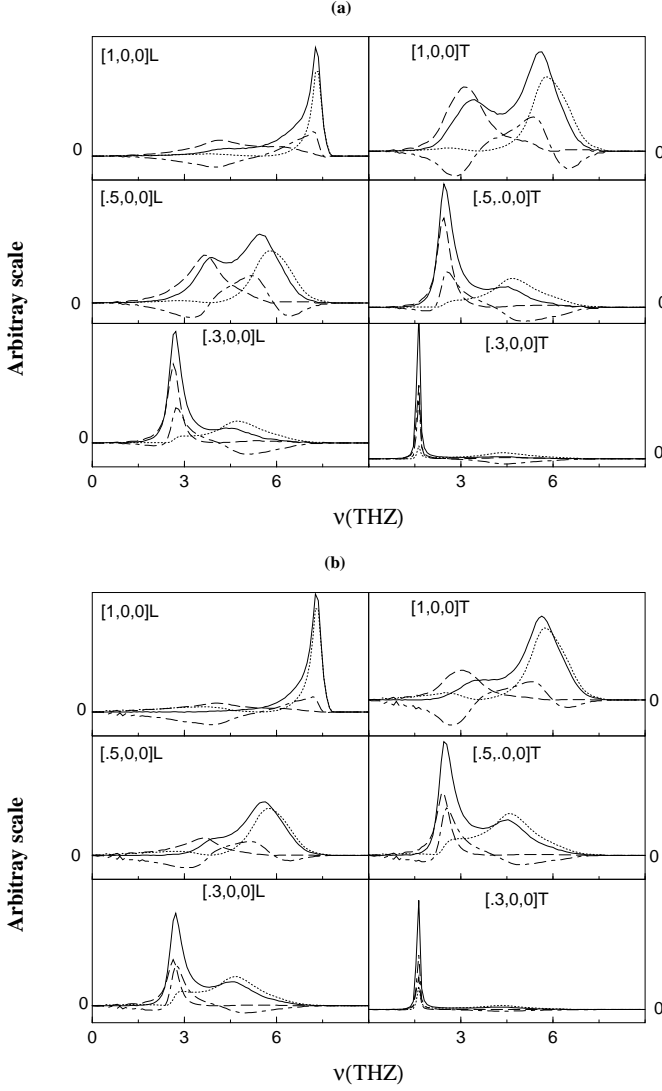 (a)
[1,0,0]L
[1,0,0]T
0
0
[.5,0,0]L
[.5,.0,0]T
0
0
[.3,0,0]L
[.3,0,0]T
0
0
0 3 6 3 6
Arbitray scale
ν(THZ)
ν(THZ)
(b)
[1,0,0]L
[1,0,0]T
0
0
[.5,0,0]L
[.5,.0,0]T
0
0
[.3,0,0]L
[.3,0,0]T
0
0
0 3 6 3 6
Arbitray scale
ν(THZ)
ν(THZ)